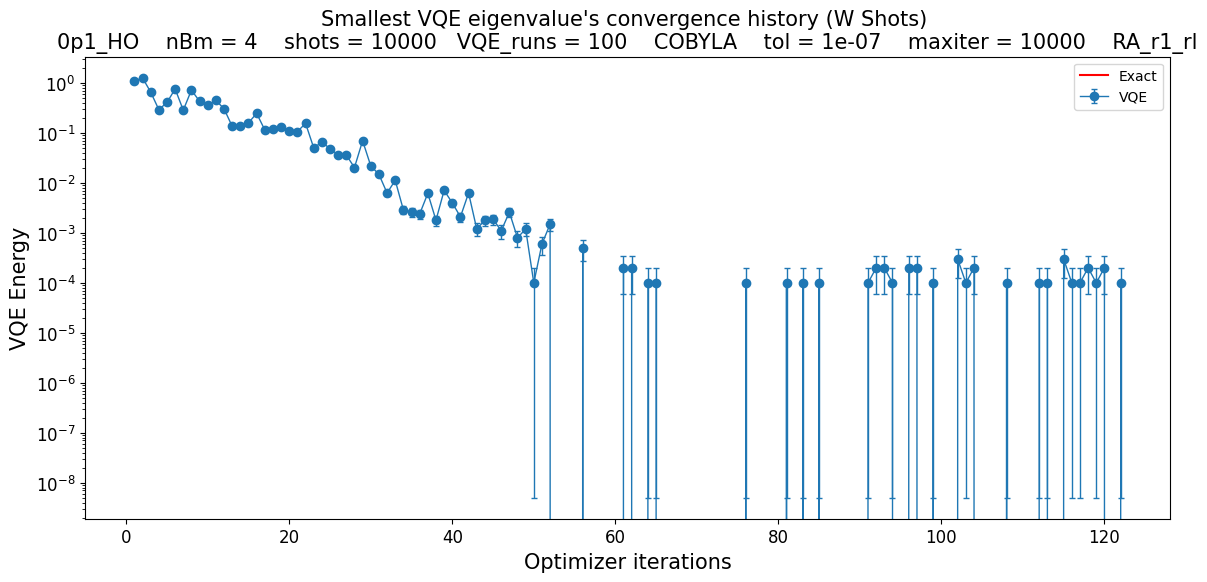 Smallest VQE eigenvalue's convergence history (W Shots)
0p1_HO nBm = 4 shots = 10000 VQE_runs = 100 COBYLA tol = 1e-07 maxiter = 10000 RA_r1_rl
Exact
VQE
VQE Energy
10⁰
10⁻¹
10⁻²
10⁻³
10⁻⁴
10⁻⁵
10⁻⁶
10⁻⁷
10⁻⁸
0 20 40 60 80 100 120
Optimizer iterations